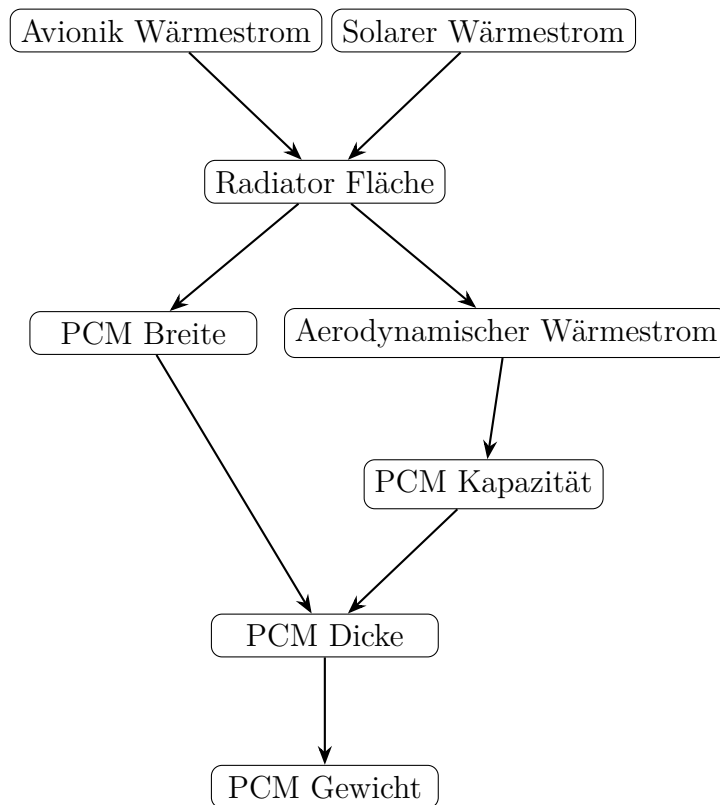 Avionik Wärmestrom
Solarer Wärmestrom
Radiator Fläche
PCM Breite
Aerodynamischer Wärmestrom
PCM Kapazität
PCM Dicke
PCM Gewicht